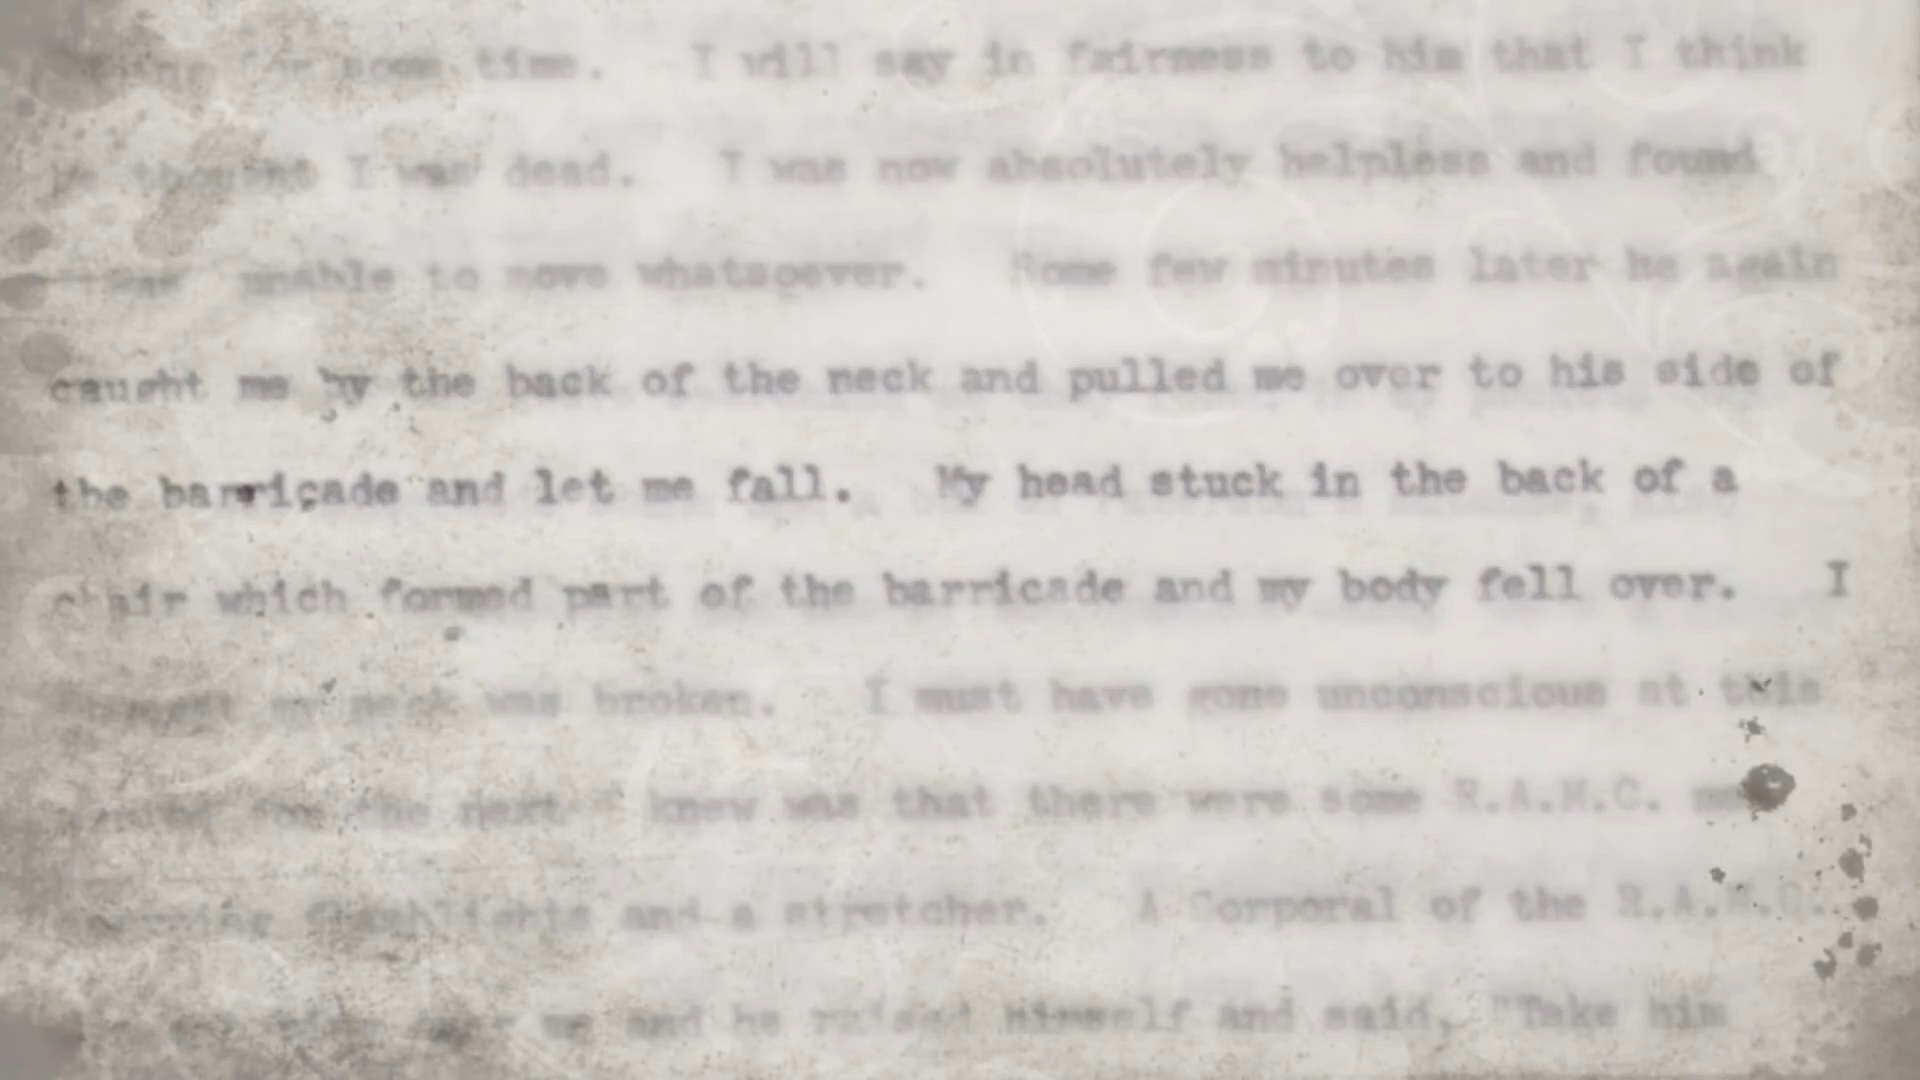 some time. I will say in fairness to him that I think
he thought I was dead. I was now absolutely helpless and found
unable to move whatsoever. Some few minutes later he again
caught me by the back of the neck and pulled me over to his side of
the barricade and let me fall. My head stuck in the back of a
chair which formed part of the barricade and my body fell over. I
thought my neck was broken. I must have gone unconscious at this
the next I knew was that there were some R.A.M.C. men
flashlights and a stretcher. A Corporal of the R.A.M.C.
me and he raised himself and said, "Take him